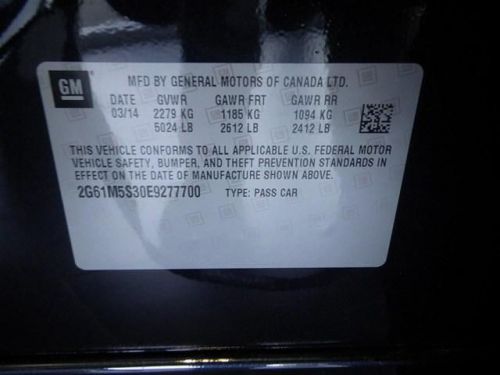 GM
MFD BY GENERAL MOTORS OF CANADA LTD.
DATE GVWR GAWR FRT GAWR RR
03/14 2279 KG 1185 KG 1094 KG
5024 LB 2612 LB 2412 LB
THIS VEHICLE CONFORMS TO ALL APPLICABLE U.S. FEDERAL MOTOR
VEHICLE SAFETY, BUMPER, AND THEFT PREVENTION STANDARDS IN
EFFECT ON THE DATE OF MANUFACTURE SHOWN ABOVE.
2G61M5S30E9277700 TYPE: PASS CAR